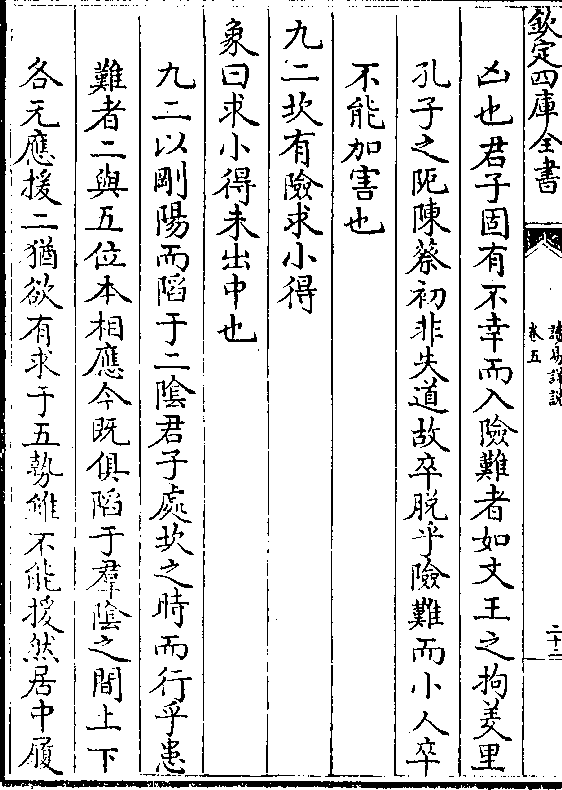 欽定四庫全書
讀易詳說
卷五
二十二
凶也君子固有不幸而入險難者如文王之拘羑里
孔子之阨陳蔡初非失道故卒脫乎險難而小人卒
不能加害也
九二坎有險求小得
象曰求小得未出中也
九二以剛陽而陷于二陰君子處坎之時而行乎患
難者二與五位本相應今既俱陷于羣陰之間上下
各无應援二猶欲有求于五勢雖不能援然居中履